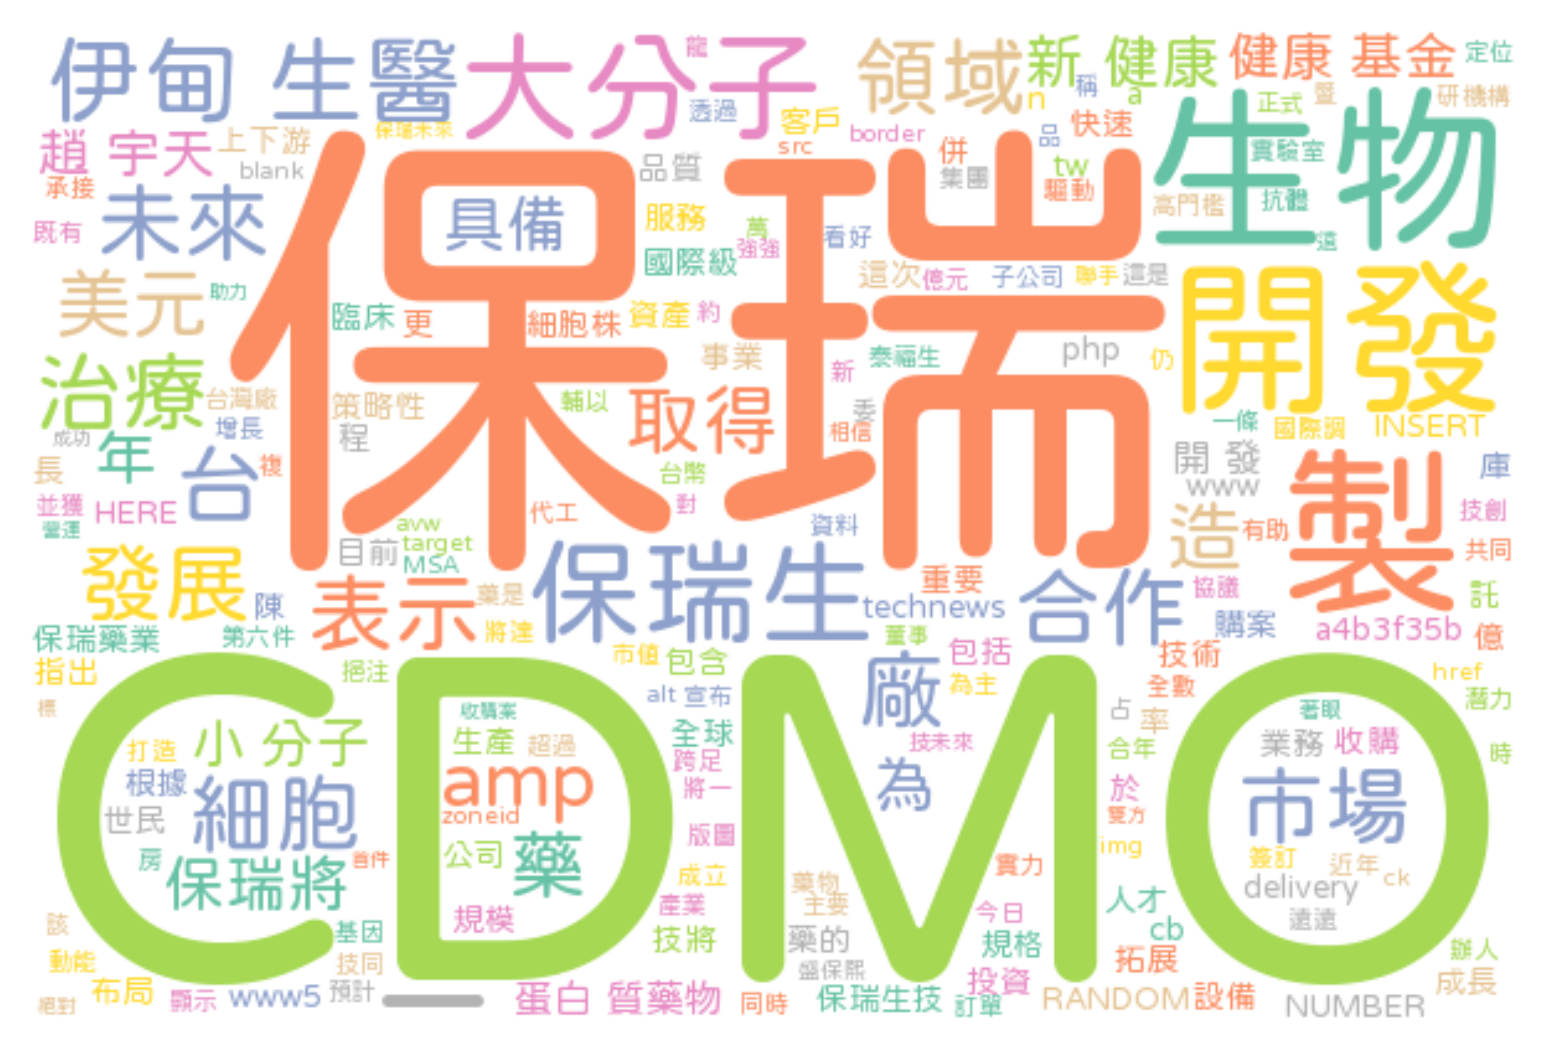 伊甸 生醫 大分子 龍 領域 新 健康 健康 基金 定位
透過 客戶 n 稱 a 正式 暨 研機構
趙 宇天 上下游 保瑞未來 border src 併 品 快速 生物 實驗室
承接 blank 品質 集團 tw 驅動 高門檻 抗體
既有 未來 保瑞 具備 服務 萬 強強 看好 這
國際級 這次 億元 子公司 聯手 這是
美元 助力 臨床 更 細胞株 資產 約 開發
事業 新 泰福生 php 仍
治療 台灣廠 策略性 輔以 取得 委 相信 一條 國際調 INSERT
成功 增長 程
長 年 台 複 台幣 開 發 www 製 庫
並獲 HERE 代工 對 資料 造 有助 技創
營運 avw target 目前 MSA 共同
發展 陳 表示 藥是 保瑞生 重要 technews 合作 協議 託
保瑞藥業 第六件 將達 董事 購案 a4b3f35b 億
指出 挹注 市值 包含 廠 包括 技術 href
標 alt 宣布 為主 全數 潛力
CDMO
小 分子 收購案 占 率 著眼
打造 生產 超過 全球 技未來 合年 業務 收購 時
根據 細胞 amp 跨足 為 於 市場
世民 zoneid 將一 雙方
房 首件 版圖 img 簽訂
保瑞將 公司 藥 成立 藥物 實力 近年 ck
delivery
該 規模 產業 主要 今日 人才 遠遠
基因 技將 藥的 規格 cb 辦人
動能 技同 盛保熙 投資 拓展 成長
絕對 布局 顯示 www5 預計 _ 蛋白 質藥物 同時 保瑞生技 訂單 RANDOM 設備 NUMBER